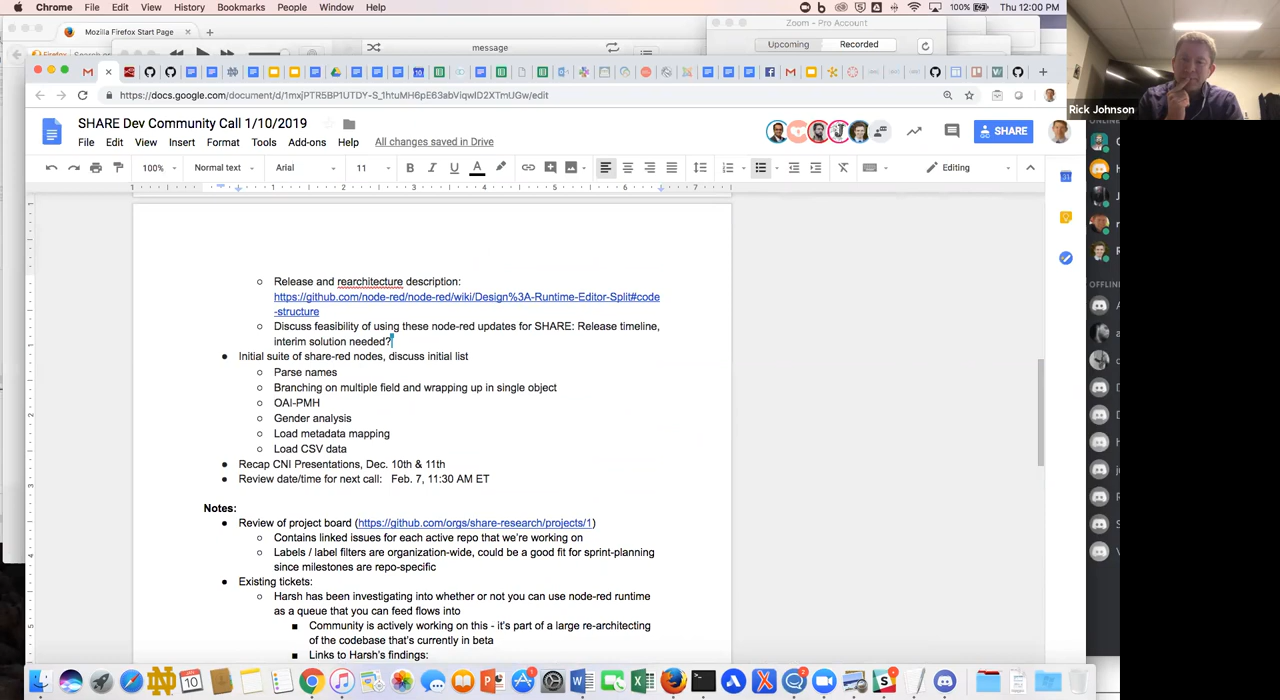 Chrome File Edit View History Bookmarks People Window Help
100% Thu 12:00 PM
Zoom - Pro Account
Mozilla Firefox Start Page
message
Upcoming Recorded
https://docs.google.com/document/d/1mxjPTR5BP1UTDY-S_1htuMH6pE63abVlqwlD2XTmUGw/edit
Rick Johnson
SHARE Dev Community Call 1/10/2019
File Edit View Insert Format Tools Add-ons Help All changes saved in Drive
SHARE
100% Normal text Arial 11 B I U A Editing
1 1 2 3 4 5 6 7
Release and rearchitecture description:
https://github.com/node-red/node-red/wiki/Design%3A-Runtime-Editor-Split#code
-structure
Discuss feasibility of using these node-red updates for SHARE: Release timeline,
interim solution needed?
Initial suite of share-red nodes, discuss initial list
Parse names
Branching on multiple field and wrapping up in single object
OAI-PMH
Gender analysis
Load metadata mapping
Load CSV data
Recap CNI Presentations, Dec. 10th & 11th
Review date/time for next call: Feb. 7, 11:30 AM ET
Notes:
Review of project board (https://github.com/orgs/share-research/projects/1)
Contains linked issues for each active repo that we're working on
Labels / label filters are organization-wide, could be a good fit for sprint-planning
since milestones are repo-specific
Existing tickets:
Harsh has been investigating into whether or not you can use node-red runtime
as a queue that you can feed flows into
Community is actively working on this - it's part of a large re-architecting
of the codebase that's currently in beta
Links to Harsh's findings: